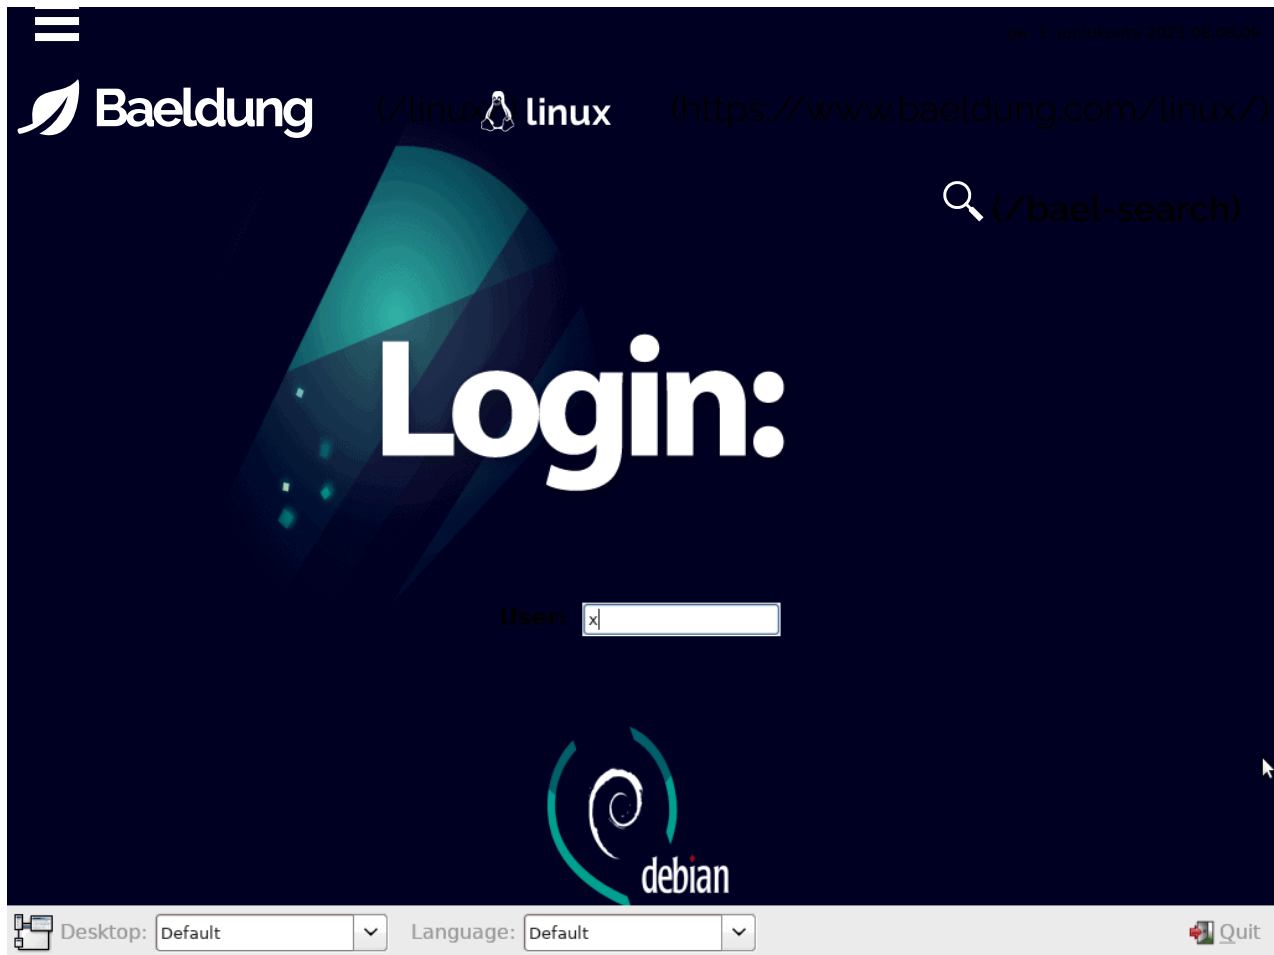 Baeldung
(/linux/)
linux
(https://www.baeldung.com/linux/)
(/bael-search)
Login:
User: x
debian
Desktop: Default Language: Default Quit